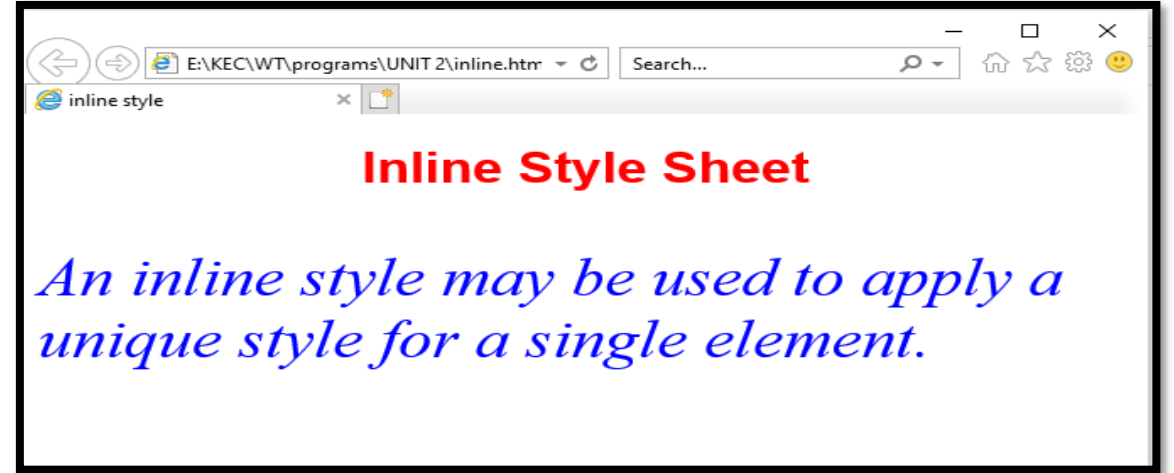 E:\KEC\WT\programs\UNIT 2\inline.htm
Search...
inline style
Inline Style Sheet
An inline style may be used to apply a
unique style for a single element.